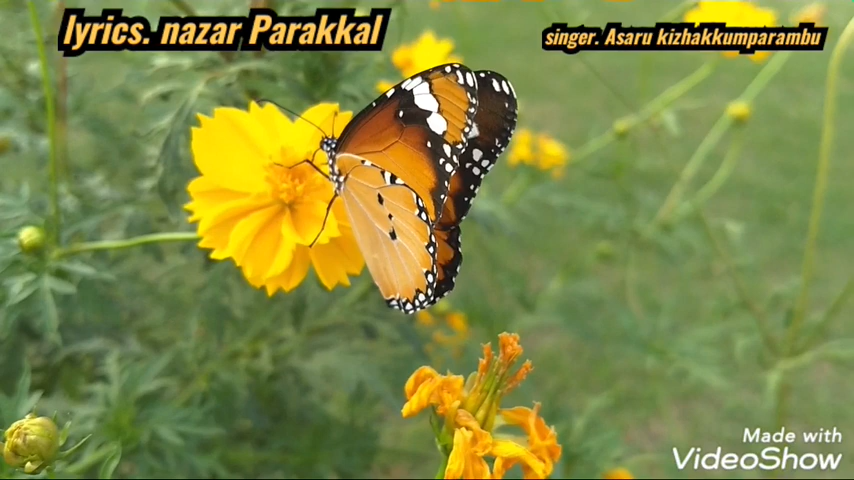 lyrics. nazar Parakkal
singer. Asaru kizhakkumparambu
Made with
VideoShow